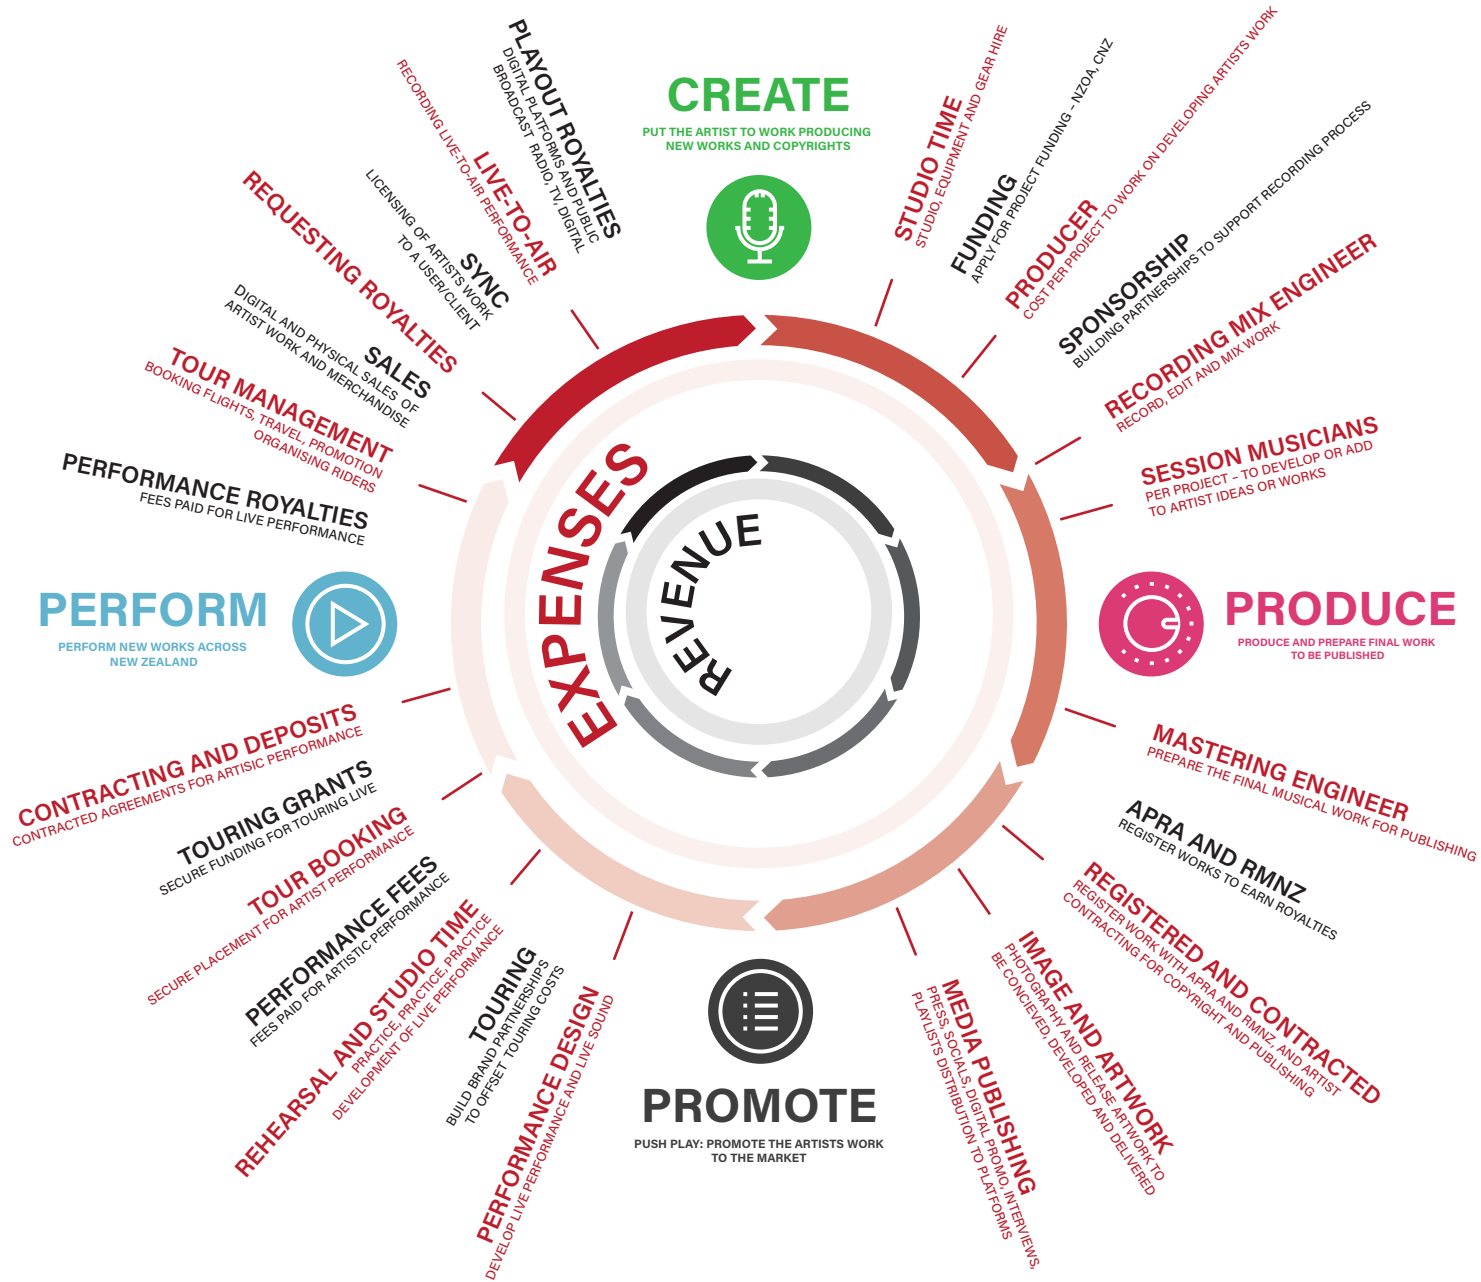 CREATE
PUT THE ARTIST TO WORK PRODUCING
NEW WORKS AND COPYRIGHTS
STUDIO TIME
STUDIO, EQUIPMENT AND GEAR HIRE
FUNDING
APPLY FOR PROJECT FUNDING – NZOA, CNZ
PRODUCER
COST PER PROJECT TO WORK ON DEVELOPING ARTISTS WORK
SPONSORSHIP
BUILDING PARTNERSHIPS TO SUPPORT RECORDING PROCESS
RECORDING MIX ENGINEER
RECORD, EDIT AND MIX WORK
SESSION MUSICIANS
PER PROJECT – TO DEVELOP OR ADD
TO ARTIST IDEAS OR WORKS
PRODUCE
PRODUCE AND PREPARE FINAL WORK
TO BE PUBLISHED
MASTERING ENGINEER
PREPARE THE FINAL MUSICAL WORK FOR PUBLISHING
APRA AND RMNZ
REGISTER WORKS TO EARN ROYALTIES
REGISTERED AND CONTRACTED
REGISTER WORK WITH APRA AND RMNZ, AND ARTIST
CONTRACTING FOR COPYRIGHT AND PUBLISHING
IMAGE AND ARTWORK
PHOTOGRAPHY AND RELEASE ARTWORK TO
BE CONCIEVED, DEVELOPED AND DELIVERED
MEDIA PUBLISHING
PRESS, SOCIALS, DIGITAL PROMO, INTERVIEWS,
PLAYLISTS DISTRIBUTION TO PLATFORMS
PROMOTE
PUSH PLAY: PROMOTE THE ARTISTS WORK
TO THE MARKET
PERFORMANCE DESIGN
DEVELOP LIVE PERFORMANCE AND LIVE SOUND
TOURING
BUILD BRAND PARTNERSHIPS
TO OFFSET TOURING COSTS
REHEARSAL AND STUDIO TIME
PRACTICE, PRACTICE, PRACTICE
DEVELOPMENT OF LIVE PERFORMANCE
PERFORMANCE FEES
FEES PAID FOR ARTISTIC PERFORMANCE
TOUR BOOKING
SECURE PLACEMENT FOR ARTIST PERFORMANCE
TOURING GRANTS
SECURE FUNDING FOR TOURING LIVE
CONTRACTING AND DEPOSITS
CONTRACTED AGREEMENTS FOR ARTISIC PERFORMANCE
PERFORM
PERFORM NEW WORKS ACROSS
NEW ZEALAND
PERFORMANCE ROYALTIES
FEES PAID FOR LIVE PERFORMANCE
TOUR MANAGEMENT
BOOKING FLIGHTS, TRAVEL, PROMOTION
ORGANISING RIDERS
SALES
DIGITAL AND PHYSICAL SALES OF
ARTIST WORK AND MERCHANDISE
REQUESTING ROYALTIES
SYNC
LICENSING OF ARTISTS WORK
TO A USER/CLIENT
LIVE-TO-AIR
RECORDING LIVE-TO-AIR PERFORMANCE
PLAYOUT ROYALTIES
DIGITAL PLATFORMS AND PUBLIC
BROADCAST RADIO, TV, DIGITAL
EXPENSES
REVENUE